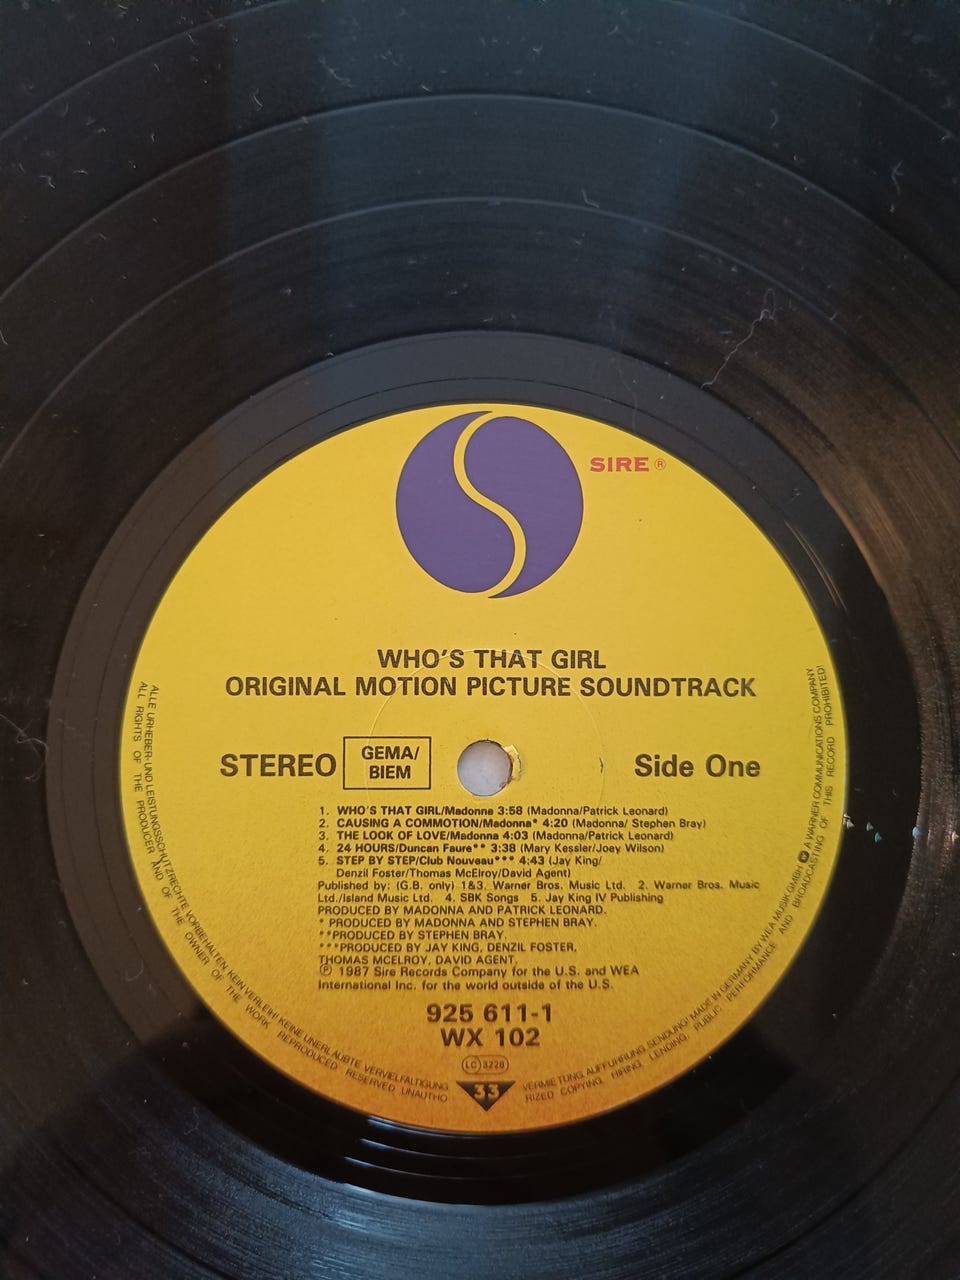 SIRE ®
WHO'S THAT GIRL
ORIGINAL MOTION PICTURE SOUNDTRACK
STEREO
GEMA/
BIEM
Side One
1. WHO'S THAT GIRL/Madonna 3:58 (Madonna/Patrick Leonard)
2. CAUSING A COMMOTION/Madonna* 4:20 (Madonna/ Stephen Bray)
3. THE LOOK OF LOVE/Madonna 4:03 (Madonna/Patrick Leonard)
4. 24 HOURS/Duncan Faure** 3:38 (Mary Kessler/Joey Wilson)
5. STEP BY STEP/Club Nouveau*** 4:43 (Jay King/
Denzil Foster/Thomas McElroy/David Agent)
Published by: (G.B. only) 1&3. Warner Bros. Music Ltd. 2. Warner Bros. Music
Ltd./Island Music Ltd. 4. SBK Songs 5. Jay King IV Publishing
PRODUCED BY MADONNA AND PATRICK LEONARD.
* PRODUCED BY MADONNA AND STEPHEN BRAY.
**PRODUCED BY STEPHEN BRAY.
***PRODUCED BY JAY KING, DENZIL FOSTER,
THOMAS MCELROY, DAVID AGENT.
℗ 1987 Sire Records Company for the U.S. and WEA
International Inc. for the world outside of the U.S.
925 611-1
WX 102
LC 3228
33
ALLE URHEBER-UND LEISTUNGSSCHUTZRECHTE VORBEHALTEN KEIN VERLEIH! KEINE UNERLAUBTE VERVIELFÄLTIGUNG
VERMIETUNG AUFFÜHRUNG SENDUNG! MADE IN GERMANY BY WEA MUSIK GMBH A WARNER COMMUNICATIONS COMPANY
ALL RIGHTS OF THE PRODUCER AND OF THE OWNER OF THE WORK REPRODUCED RESERVED UNAUTHO
RIZED COPYING, HIRING, LENDING, PUBLIC PERFORMANCE AND BROADCASTING OF THIS RECORD PROHIBITED!